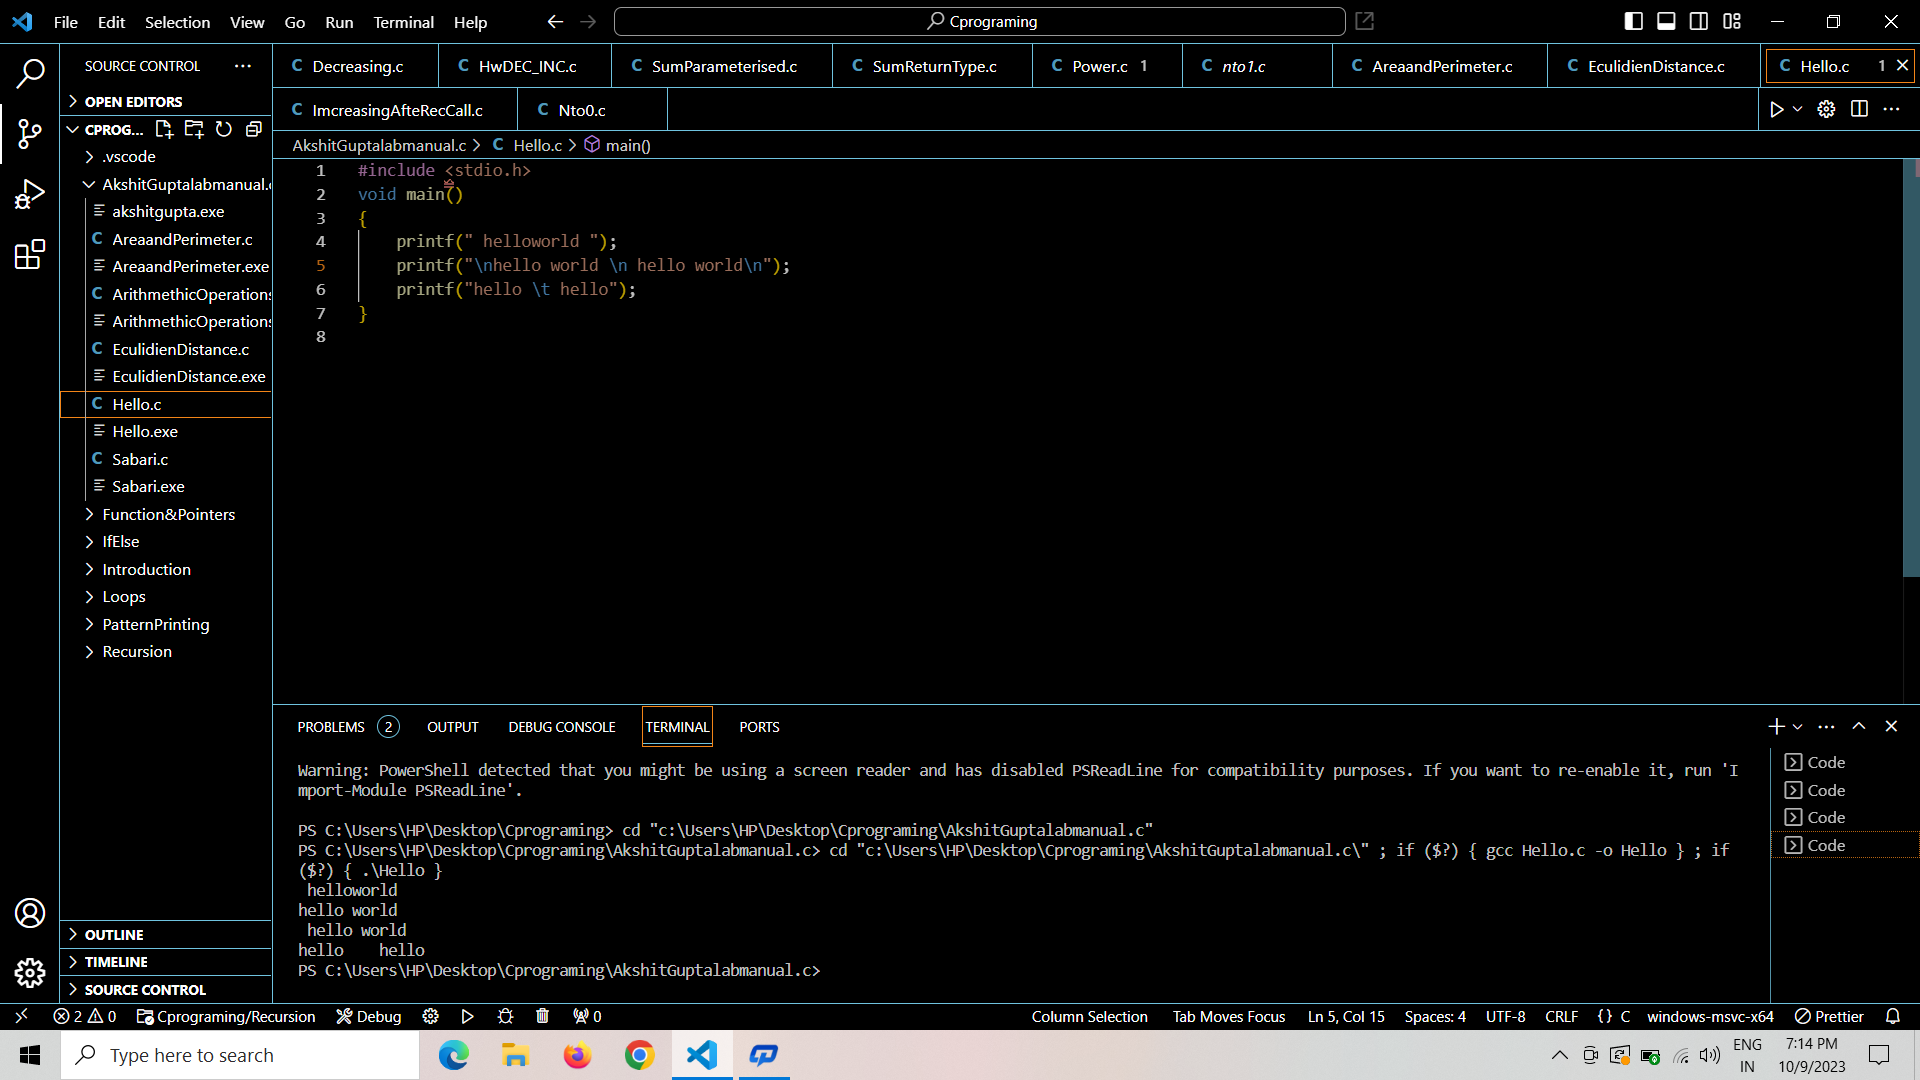 File Edit Selection View Go Run Terminal Help
Cprograming
SOURCE CONTROL
Decreasing.c
HwDEC_INC.c
SumParameterised.c
SumReturnType.c
Power.c 1
nto1.c
AreaandPerimeter.c
EculidienDistance.c
Hello.c 1
ImcreasingAfteRecCall.c
Nto0.c
OPEN EDITORS
CPROG...
.vscode
AkshitGuptalabmanual.
akshitgupta.exe
AreaandPerimeter.c
AreaandPerimeter.exe
ArithmethicOperations
ArithmethicOperations
EculidienDistance.c
EculidienDistance.exe
Hello.c
Hello.exe
Sabari.c
Sabari.exe
Function&Pointers
IfElse
Introduction
Loops
PatternPrinting
Recursion
OUTLINE
TIMELINE
SOURCE CONTROL
AkshitGuptalabmanual.c > C Hello.c > main()
1 #include <stdio.h>
2 void main()
3 {
4 printf(" helloworld ");
5 printf("\nhello world \n hello world\n");
6 printf("hello \t hello");
7 }
8
PROBLEMS 2 OUTPUT DEBUG CONSOLE TERMINAL PORTS
Warning: PowerShell detected that you might be using a screen reader and has disabled PSReadLine for compatibility purposes. If you want to re-enable it, run 'I
mport-Module PSReadLine'.
PS C:\Users\HP\Desktop\Cprograming> cd "c:\Users\HP\Desktop\Cprograming\AkshitGuptalabmanual.c"
PS C:\Users\HP\Desktop\Cprograming\AkshitGuptalabmanual.c> cd "c:\Users\HP\Desktop\Cprograming\AkshitGuptalabmanual.c\" ; if ($?) { gcc Hello.c -o Hello } ; if
($?) { .\Hello }
helloworld
hello world
hello world
hello hello
PS C:\Users\HP\Desktop\Cprograming\AkshitGuptalabmanual.c>
Code
Code
Code
Code
2 0 Cprograming/Recursion Debug 0 Column Selection Tab Moves Focus Ln 5, Col 15 Spaces: 4 UTF-8 CRLF {} C windows-msvc-x64 Prettier
Type here to search
ENG
IN
7:14 PM
10/9/2023